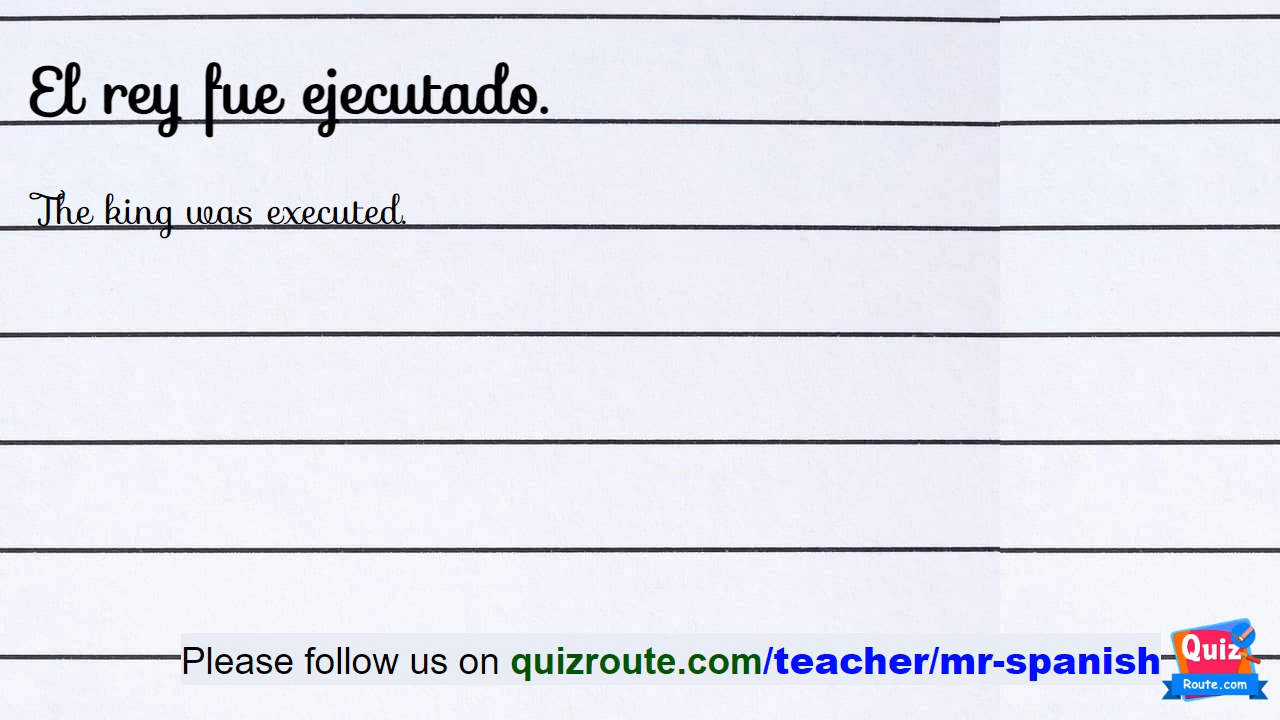 El rey fue ejecutado.
The king was executed.
Please follow us on quizroute.com/teacher/mr-spanish
Quiz
Route.com